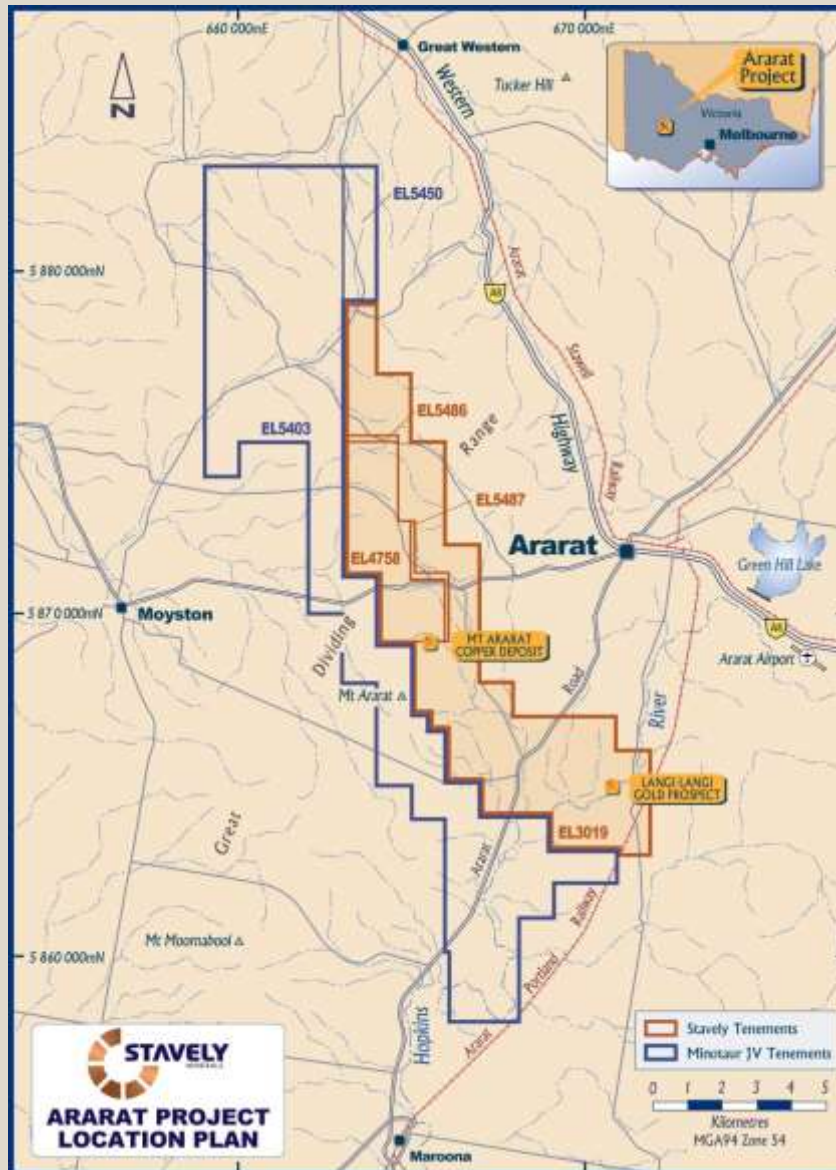 660 000mE
670 000mE
Great Western
Western
Tucker Hill
Ararat
Project
Victoria
Melbourne
N
EL5450
5 880 000mN
A8
Ararat
Stawell
Railway
Highway
EL5486
EL5403
Range
EL5487
Ararat
EL4758
Green Hill Lake
5 870 000mN
Moyston
A8
MT ARARAT
COPPER DEPOSIT
Dividing
Ararat Airport
Mt Ararat
Road
River
LANGI-LANGI
GOLD PROSPECT
Great
EL3019
Ararat
Mt Moornabool
Railway
5 860 000mN
Portland
Ararat
Hopkins
STAVELY
MINERALS
ARARAT PROJECT
LOCATION PLAN
Stavely Tenements
Minotaur JV Tenements
0 1 2 3 4 5
Kilometres
MGA94 Zone 54
Maroona